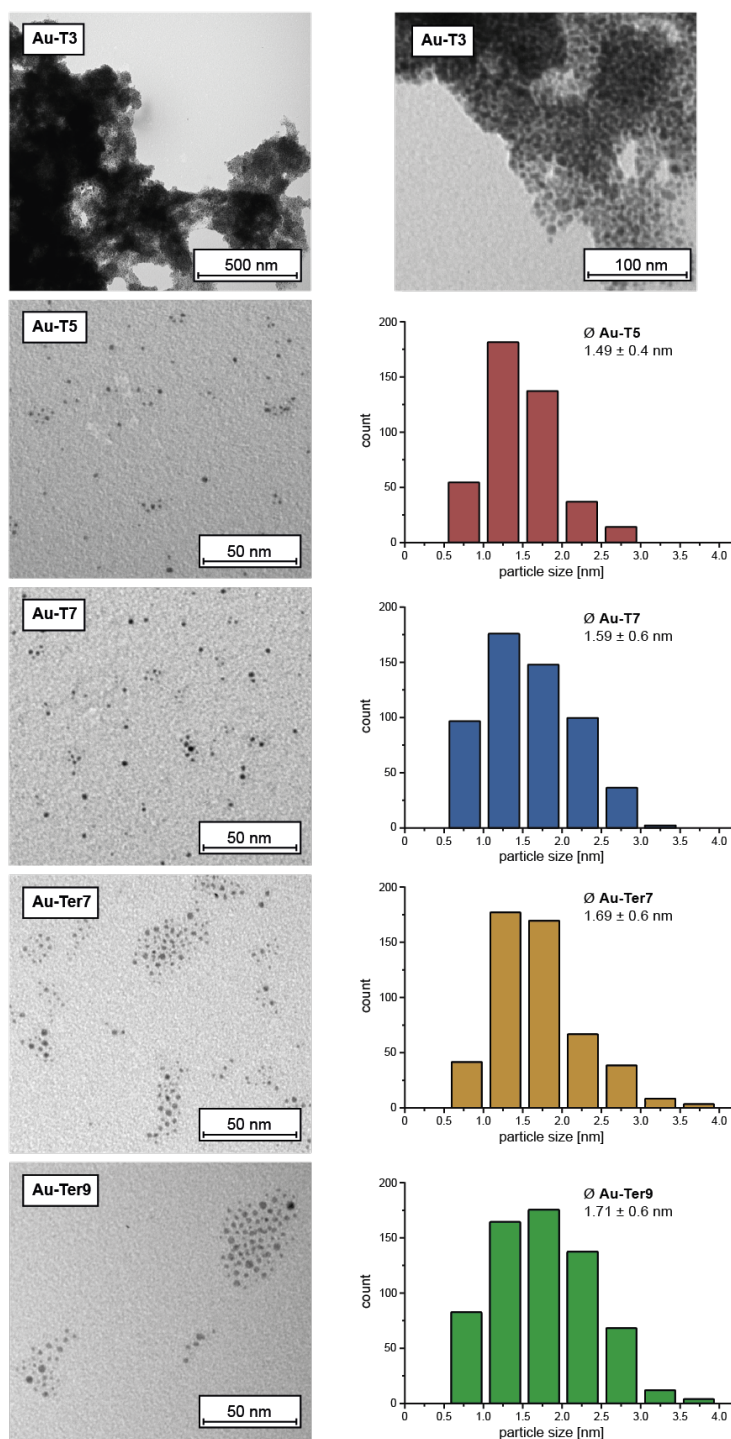 Au-T3
500 nm
Au-T3
100 nm
Au-T5
50 nm
200
150
100
50
0
count
Ø Au-T5
1.49 ± 0.4 nm
0 0.5 1.0 1.5 2.0 2.5 3.0 3.5 4.0
particle size [nm]
Au-T7
50 nm
200
150
100
50
0
count
Ø Au-T7
1.59 ± 0.6 nm
0 0.5 1.0 1.5 2.0 2.5 3.0 3.5 4.0
particle size [nm]
Au-Ter7
50 nm
200
150
100
50
0
count
Ø Au-Ter7
1.69 ± 0.6 nm
0 0.5 1.0 1.5 2.0 2.5 3.0 3.5 4.0
particle size [nm]
Au-Ter9
50 nm
200
150
100
50
0
count
Ø Au-Ter9
1.71 ± 0.6 nm
0 0.5 1.0 1.5 2.0 2.5 3.0 3.5 4.0
particle size [nm]